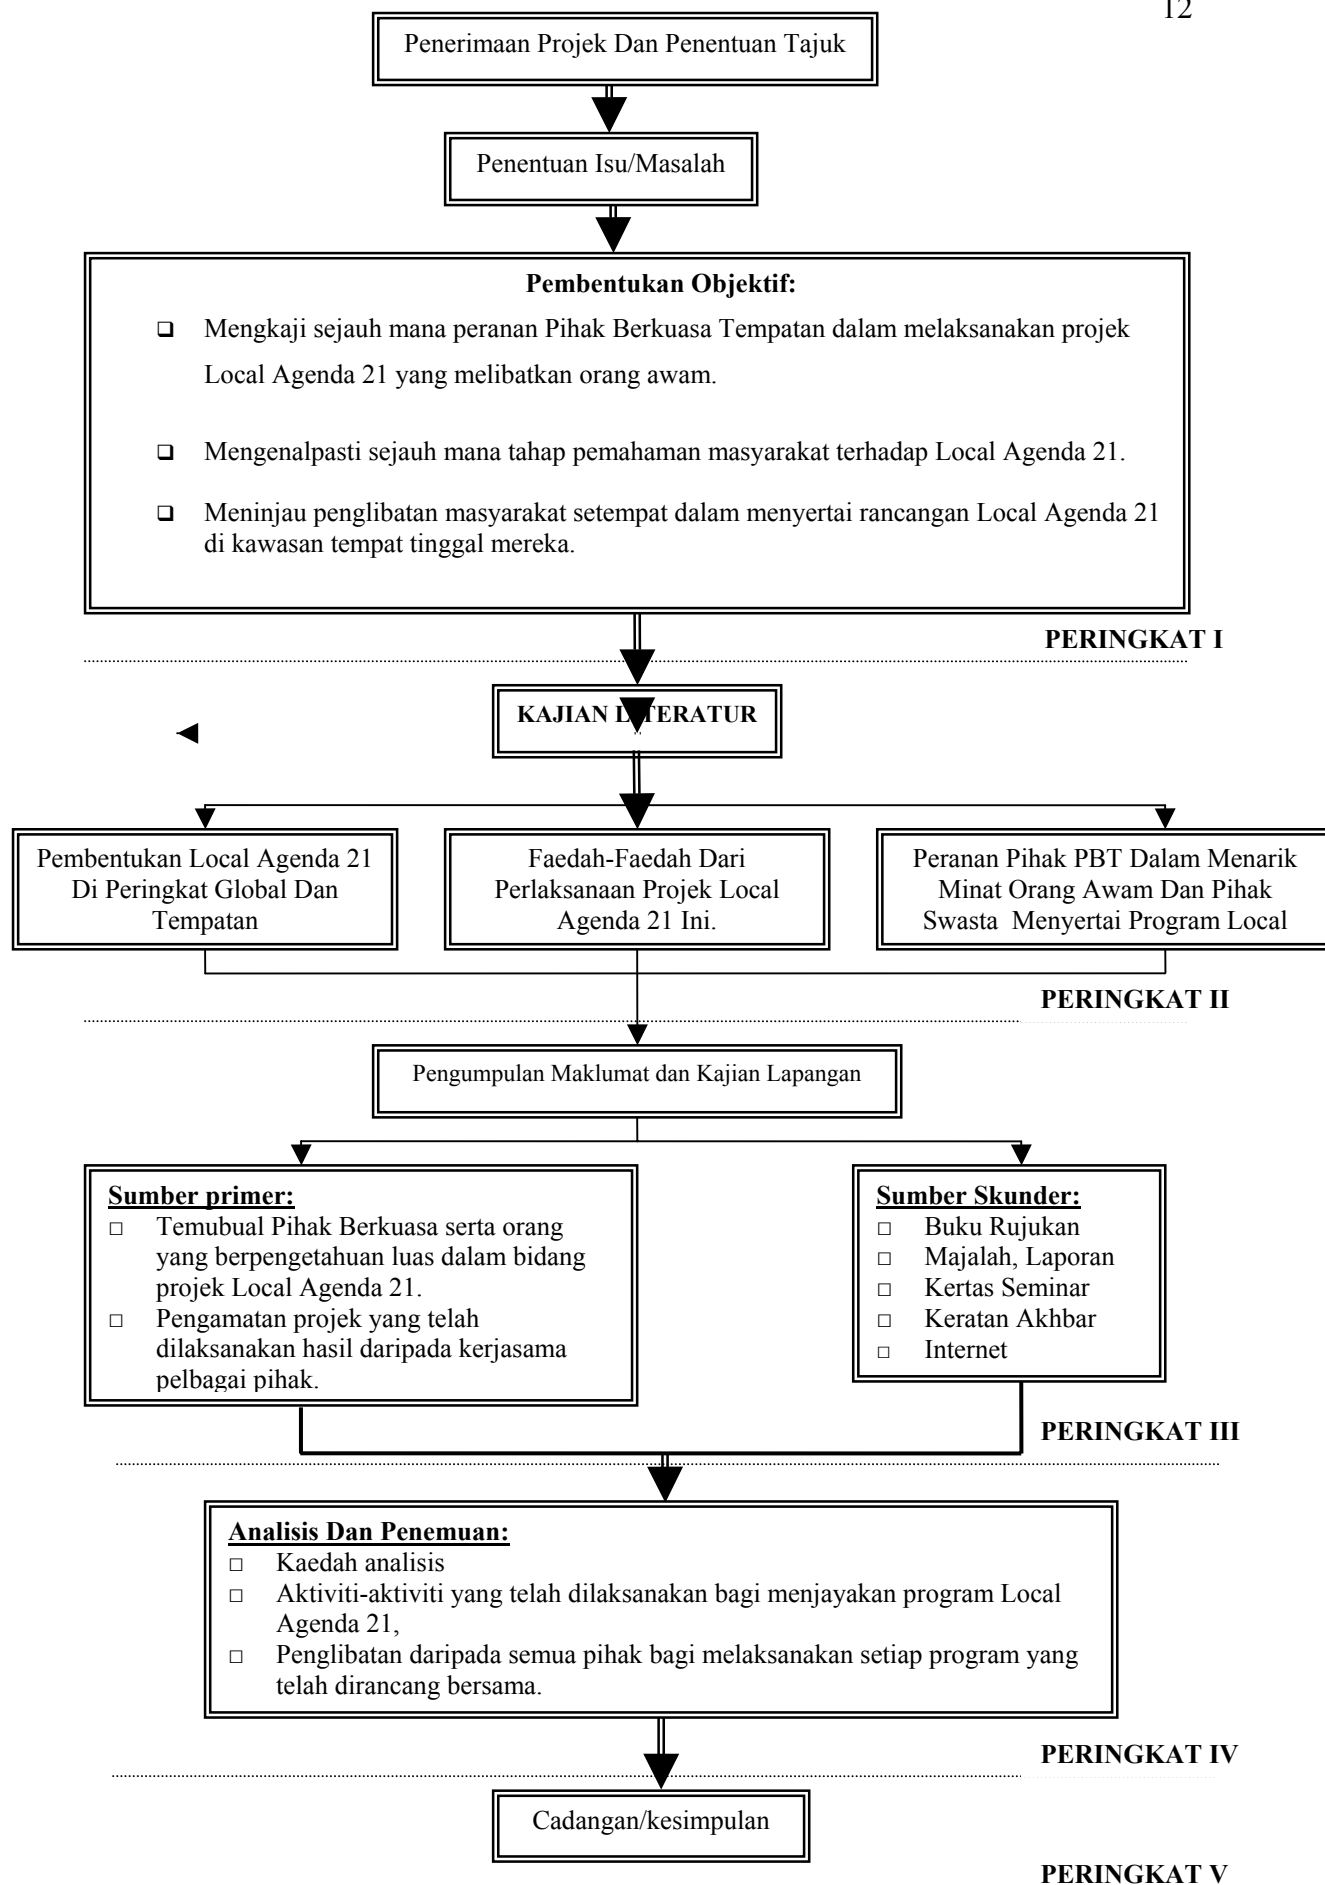 12
Penerimaan Projek Dan Penentuan Tajuk
Penentuan Isu/Masalah
Pembentukan Objektif:
❑ Mengkaji sejauh mana peranan Pihak Berkuasa Tempatan dalam melaksanakan projek
Local Agenda 21 yang melibatkan orang awam.
❑ Mengenalpasti sejauh mana tahap pemahaman masyarakat terhadap Local Agenda 21.
❑ Meninjau penglibatan masyarakat setempat dalam menyertai rancangan Local Agenda 21
di kawasan tempat tinggal mereka.
PERINGKAT I
KAJIAN LITERATUR
Pembentukan Local Agenda 21
Di Peringkat Global Dan
Tempatan
Faedah-Faedah Dari
Perlaksanaan Projek Local
Agenda 21 Ini.
Peranan Pihak PBT Dalam Menarik
Minat Orang Awam Dan Pihak
Swasta Menyertai Program Local
PERINGKAT II
Pengumpulan Maklumat dan Kajian Lapangan
Sumber primer:
□ Temubual Pihak Berkuasa serta orang
yang berpengetahuan luas dalam bidang
projek Local Agenda 21.
□ Pengamatan projek yang telah
dilaksanakan hasil daripada kerjasama
pelbagai pihak.
Sumber Skunder:
□ Buku Rujukan
□ Majalah, Laporan
□ Kertas Seminar
□ Keratan Akhbar
□ Internet
PERINGKAT III
Analisis Dan Penemuan:
□ Kaedah analisis
□ Aktiviti-aktiviti yang telah dilaksanakan bagi menjayakan program Local
Agenda 21,
□ Penglibatan daripada semua pihak bagi melaksanakan setiap program yang
telah dirancang bersama.
PERINGKAT IV
Cadangan/kesimpulan
PERINGKAT V